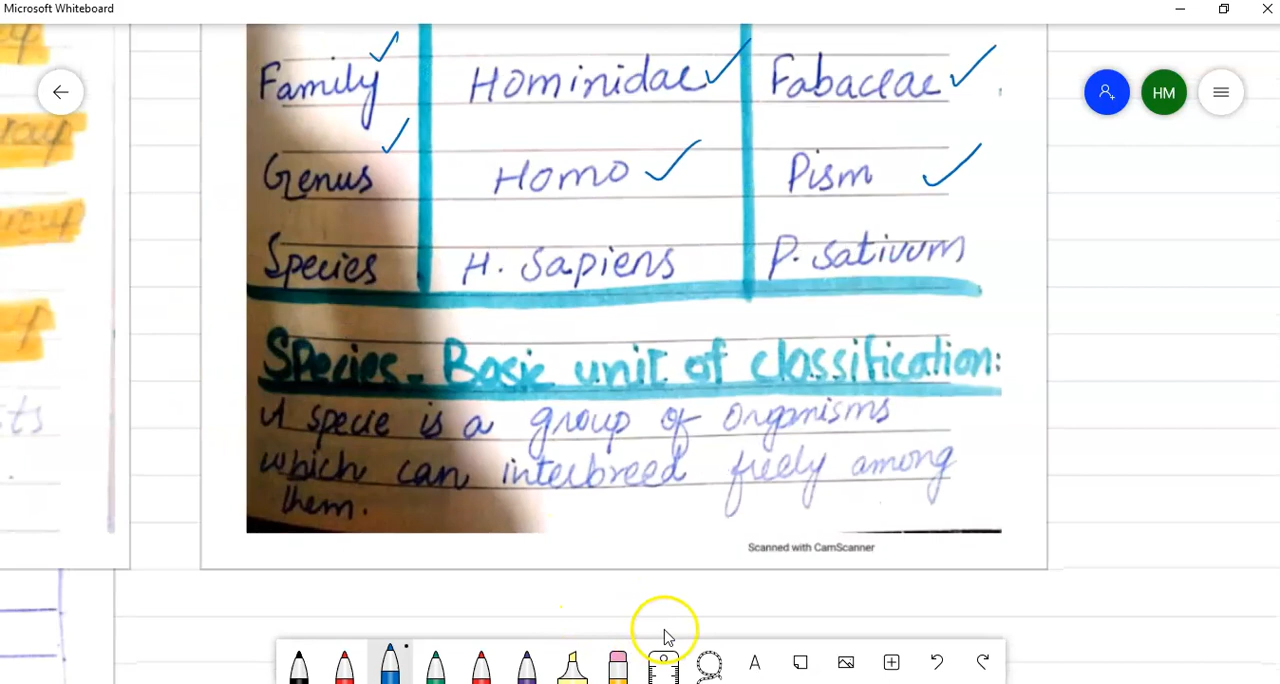 Microsoft Whiteboard
Family Hominidae Fabaceae
HM
Genus Homo Pism
Species H. Sapiens P. sativum
Species - Basic unit of classification:
A specie is a group of organisms
which can interbreed freely among
them.
Scanned with CamScanner
A